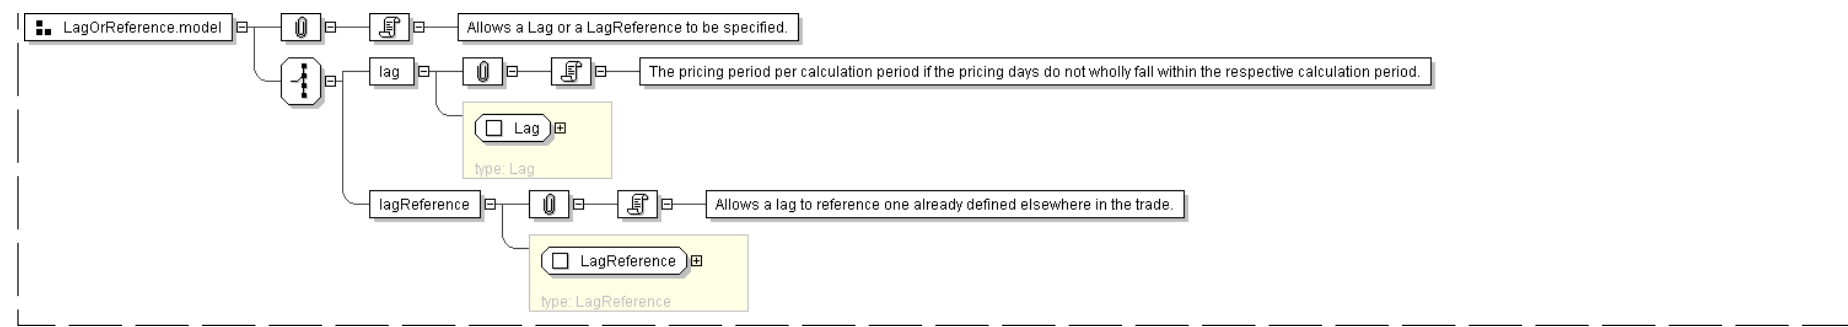 LagOrReference.model
Allows a Lag or a LagReference to be specified.
lag
The pricing period per calculation period if the pricing days do not wholly fall within the respective calculation period.
Lag
type: Lag
lagReference
Allows a lag to reference one already defined elsewhere in the trade.
LagReference
type: LagReference